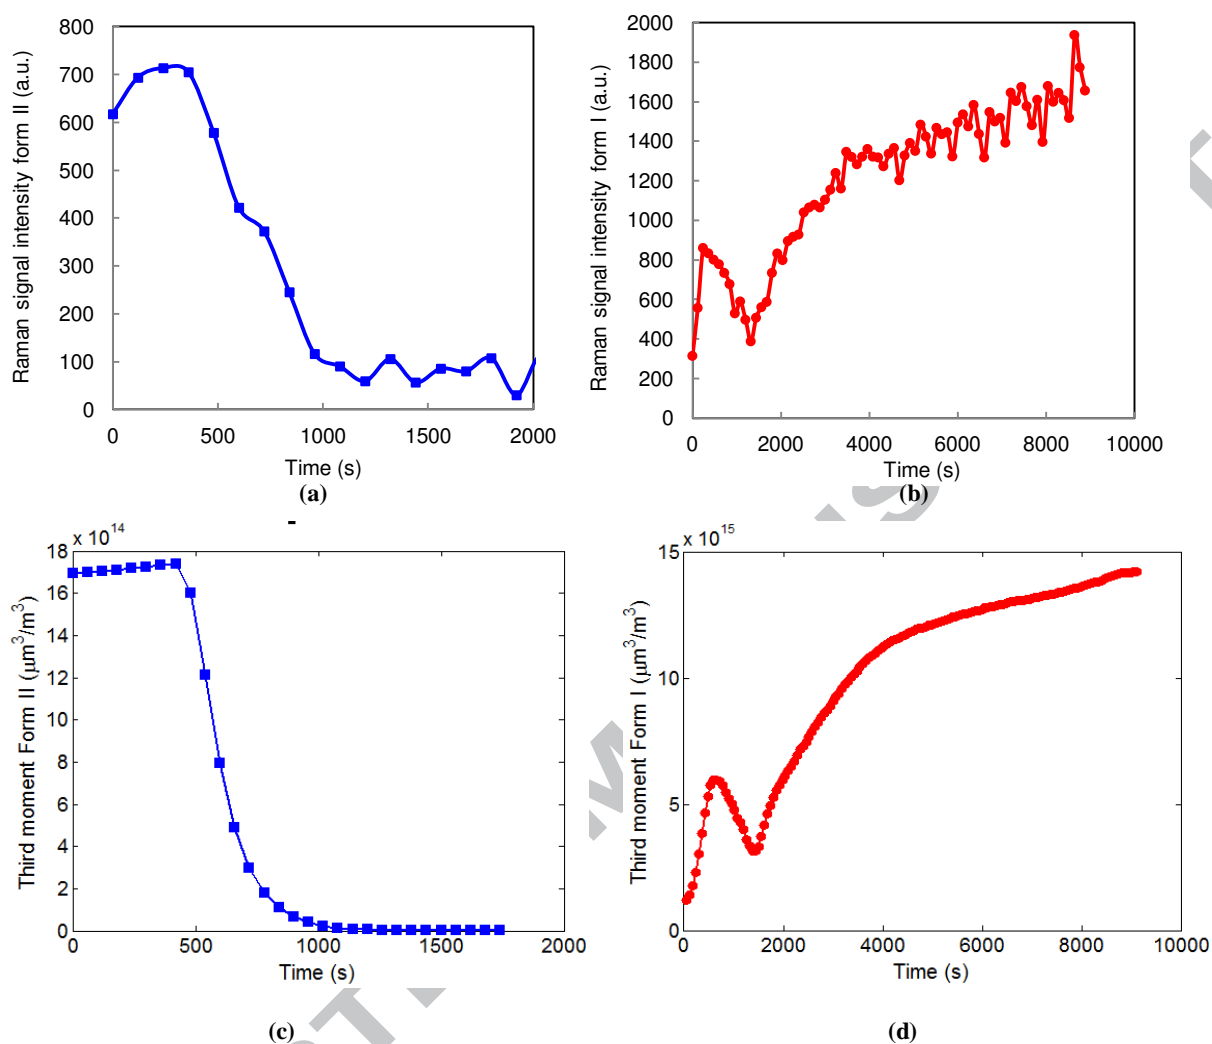 800
700
600
500
400
300
200
100
0
0 500 1000 1500 2000
Raman signal intensity form II (a.u.)
Time (s)
(a)
2000
1800
1600
1400
1200
1000
800
600
400
200
0
0 2000 4000 6000 8000 10000
Raman signal intensity form I (a.u.)
Time (s)
(b)
x 10^14
18
16
14
12
10
8
6
4
2
0
0 500 1000 1500 2000
Third moment Form II (μm^3/m^3)
Time (s)
(c)
x 10^15
15
10
5
0
0 2000 4000 6000 8000 10000
Third moment Form I (μm^3/m^3)
Time (s)
(d)